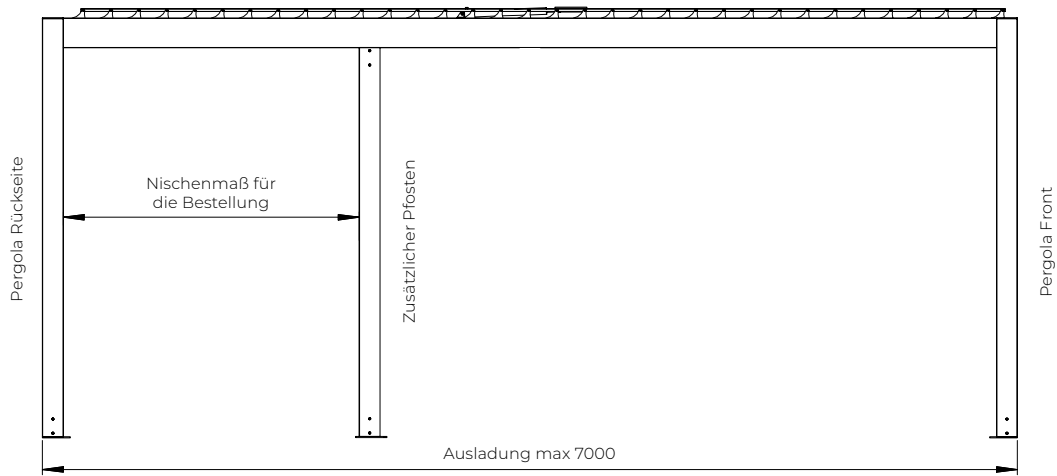 Pergola Rückseite
Nischenmaß für
die Bestellung
Zusätzlicher Pfosten
Pergola Front
Ausladung max 7000